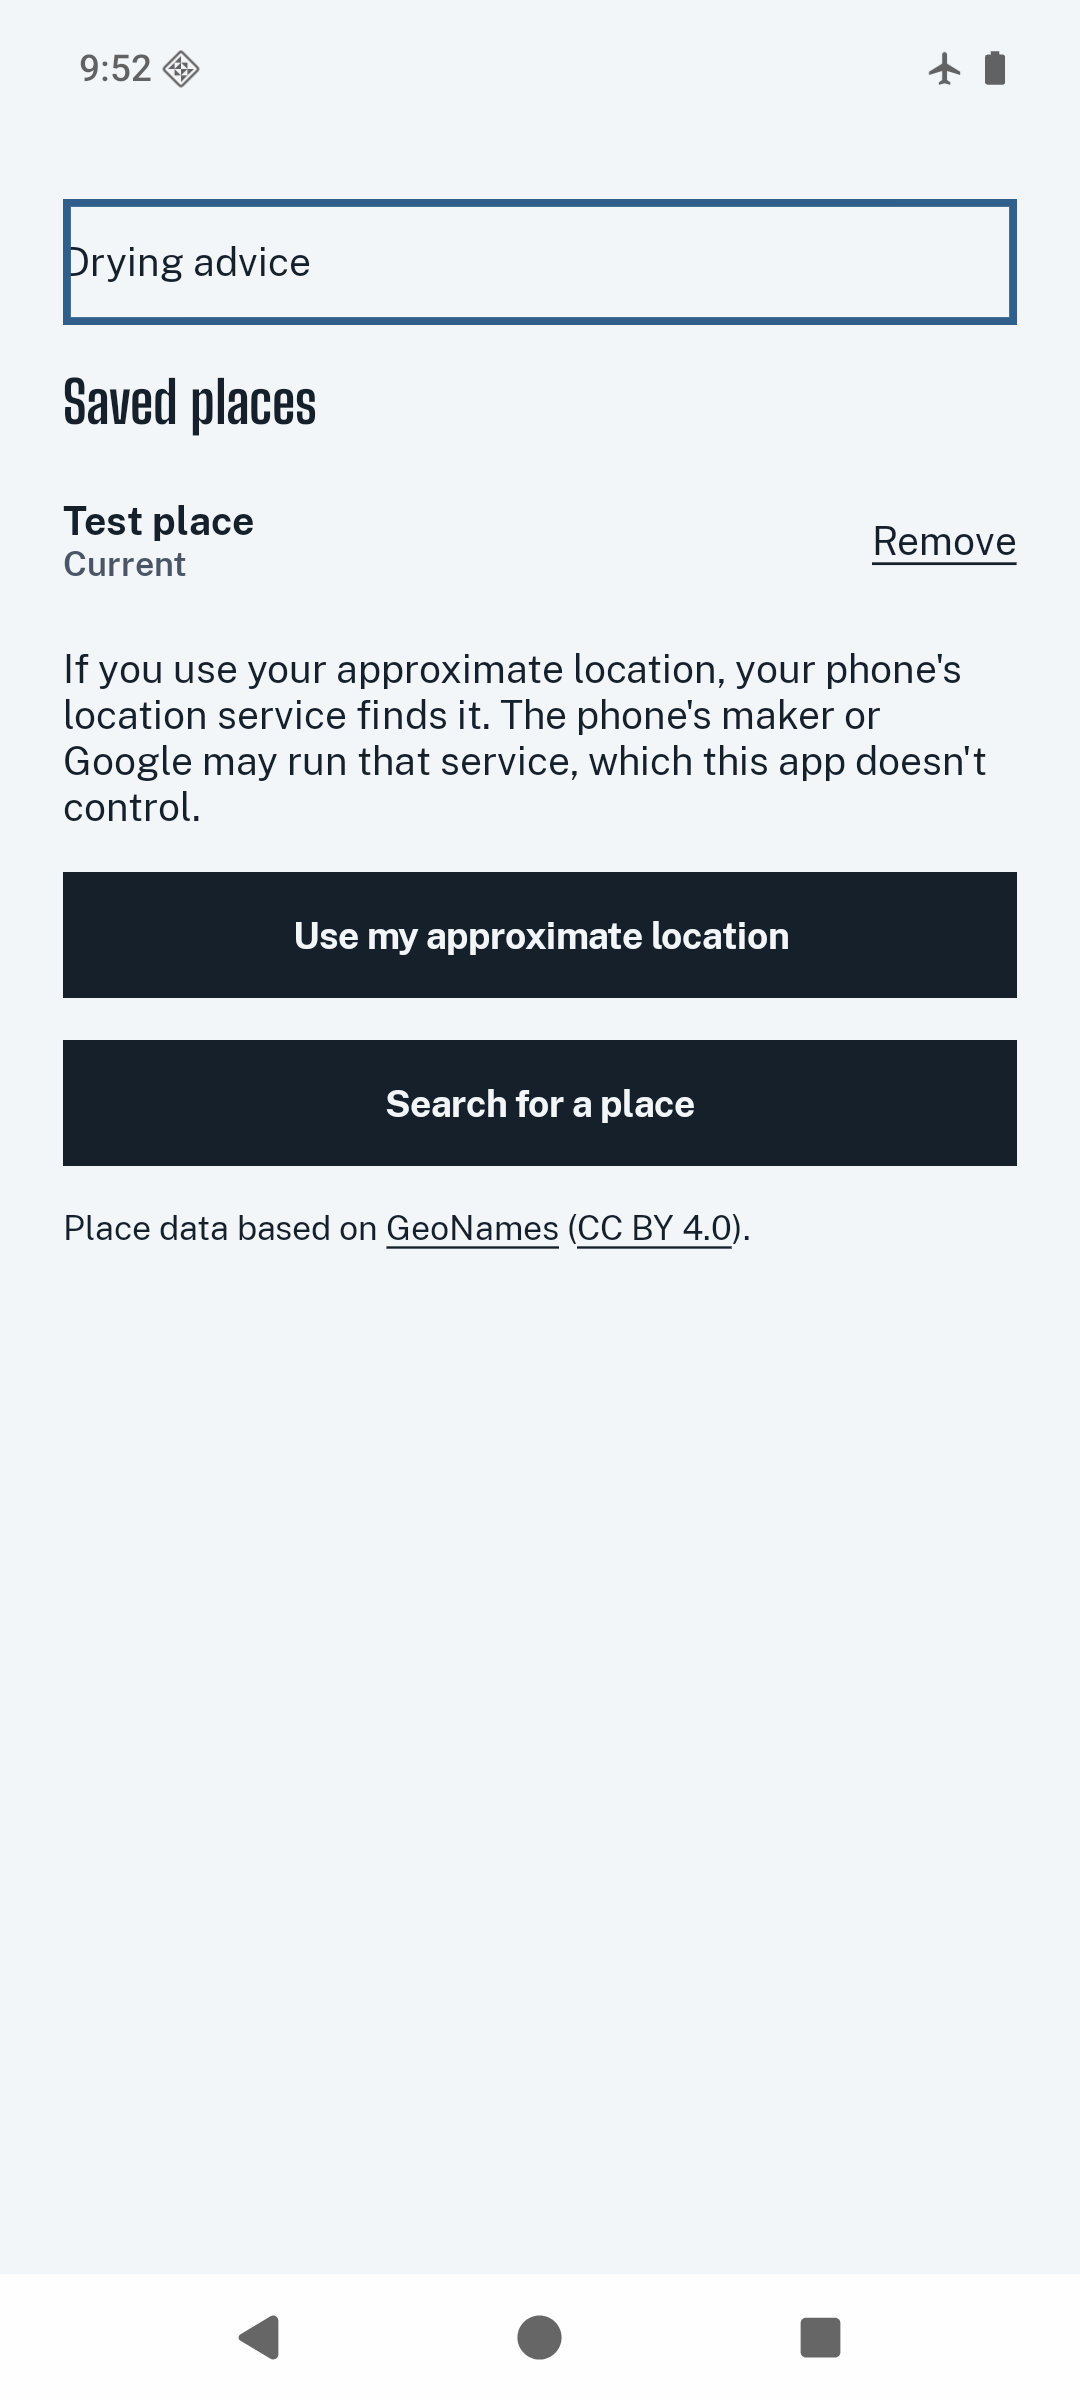 9:52
Drying advice
Saved places
Test place
Current
Remove
If you use your approximate location, your phone's
location service finds it. The phone's maker or
Google may run that service, which this app doesn't
control.
Use my approximate location
Search for a place
Place data based on GeoNames (CC BY 4.0).